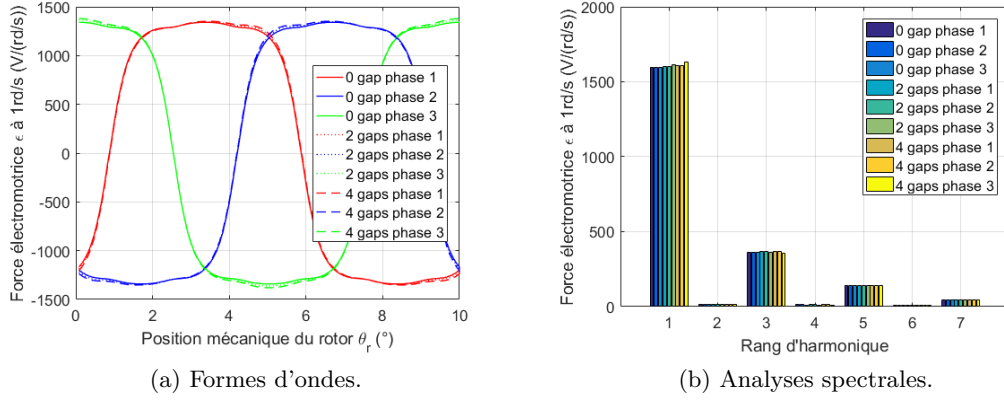 Force électromotrice ϵ à 1rd/s (V/(rd/s))
1500
1000
500
0
-500
-1000
-1500
0 gap phase 1
0 gap phase 2
0 gap phase 3
2 gaps phase 1
2 gaps phase 2
2 gaps phase 3
4 gaps phase 1
4 gaps phase 2
4 gaps phase 3
0 2 4 6 8 10
Position mécanique du rotor θr (°)
(a) Formes d'ondes.
Force électromotrice ϵ à 1rd/s (V/(rd/s))
2000
1500
1000
500
0
0 gap phase 1
0 gap phase 2
0 gap phase 3
2 gaps phase 1
2 gaps phase 2
2 gaps phase 3
4 gaps phase 1
4 gaps phase 2
4 gaps phase 3
1 2 3 4 5 6 7
Rang d'harmonique
(b) Analyses spectrales.